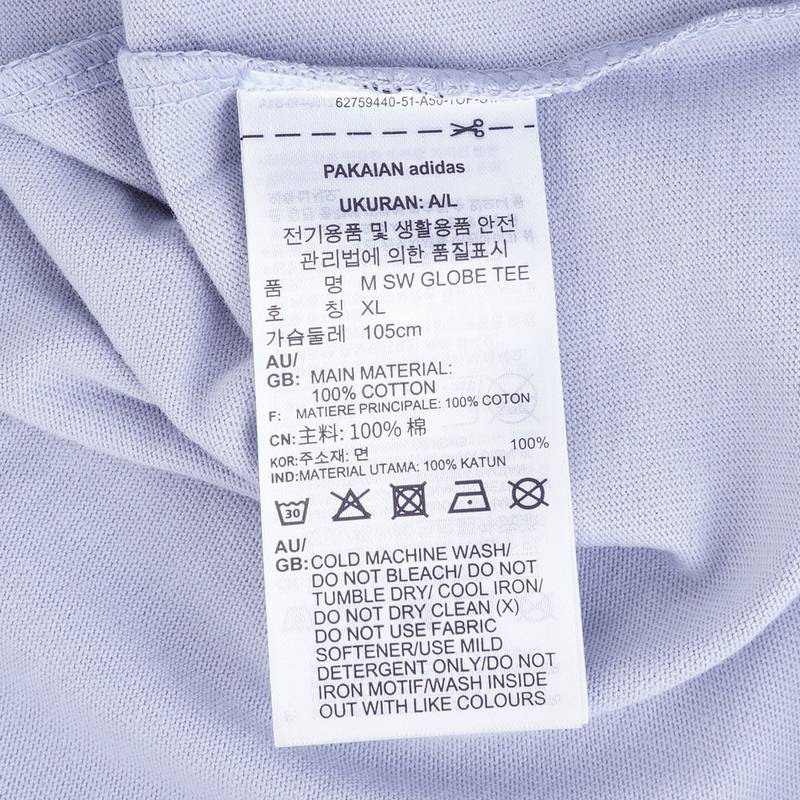 62759440-51-A50-TOP-SW
PAKAIAN adidas
UKURAN: A/L
전기용품 및 생활용품 안전
관리법에 의한 품질표시
품 명 M SW GLOBE TEE
호 칭 XL
가슴둘레 105cm
AU/
GB: MAIN MATERIAL:
100% COTTON
F: MATIERE PRINCIPALE: 100% COTON
CN:主料: 100% 棉
KOR:주소재: 면 100%
IND:MATERIAL UTAMA: 100% KATUN
30
AU/
GB:COLD MACHINE WASH/
DO NOT BLEACH/ DO NOT
TUMBLE DRY/ COOL IRON/
DO NOT DRY CLEAN (X)
DO NOT USE FABRIC
SOFTENER/USE MILD
DETERGENT ONLY/DO NOT
IRON MOTIF/WASH INSIDE
OUT WITH LIKE COLOURS